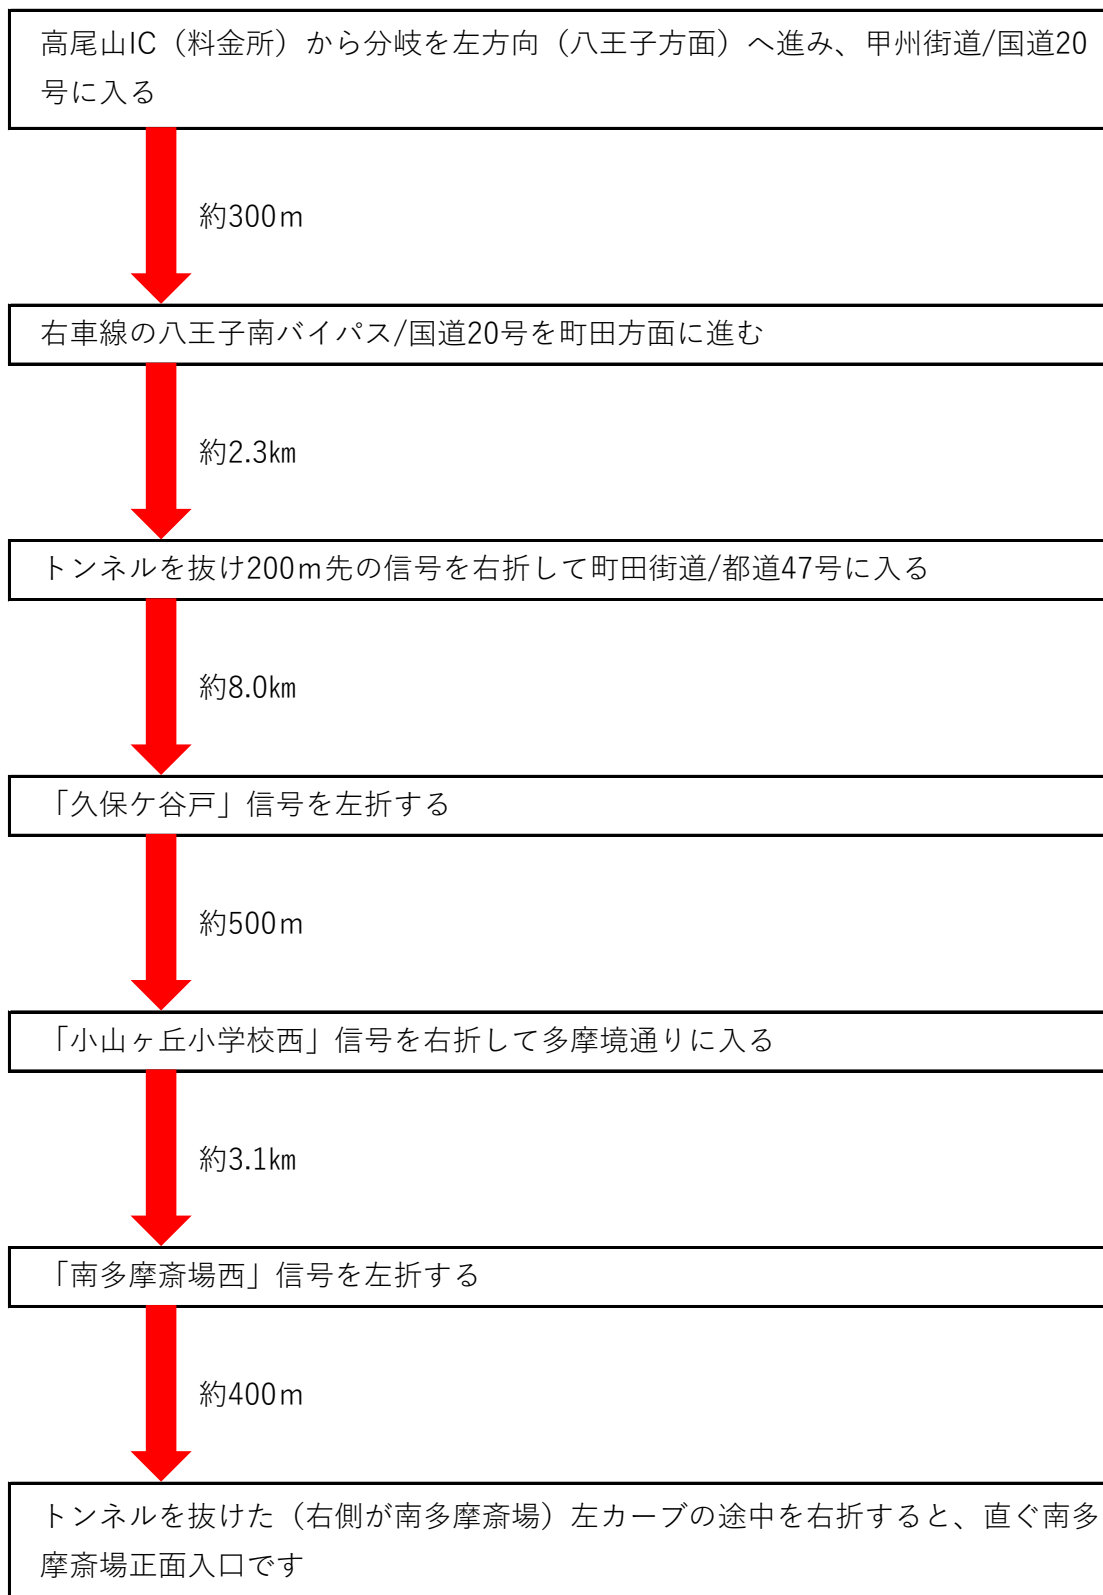 高尾山IC（料金所）から分岐を左方向（八王子方面）へ進み、甲州街道/国道20
号に入る
約300ｍ
右車線の八王子南バイパス/国道20号を町田方面に進む
約2.3㎞
トンネルを抜け200ｍ先の信号を右折して町田街道/都道47号に入る
約8.0㎞
「久保ケ谷戸」信号を左折する
約500ｍ
「小山ヶ丘小学校西」信号を右折して多摩境通りに入る
約3.1㎞
「南多摩斎場西」信号を左折する
約400ｍ
トンネルを抜けた（右側が南多摩斎場）左カーブの途中を右折すると、直ぐ南多
摩斎場正面入口です